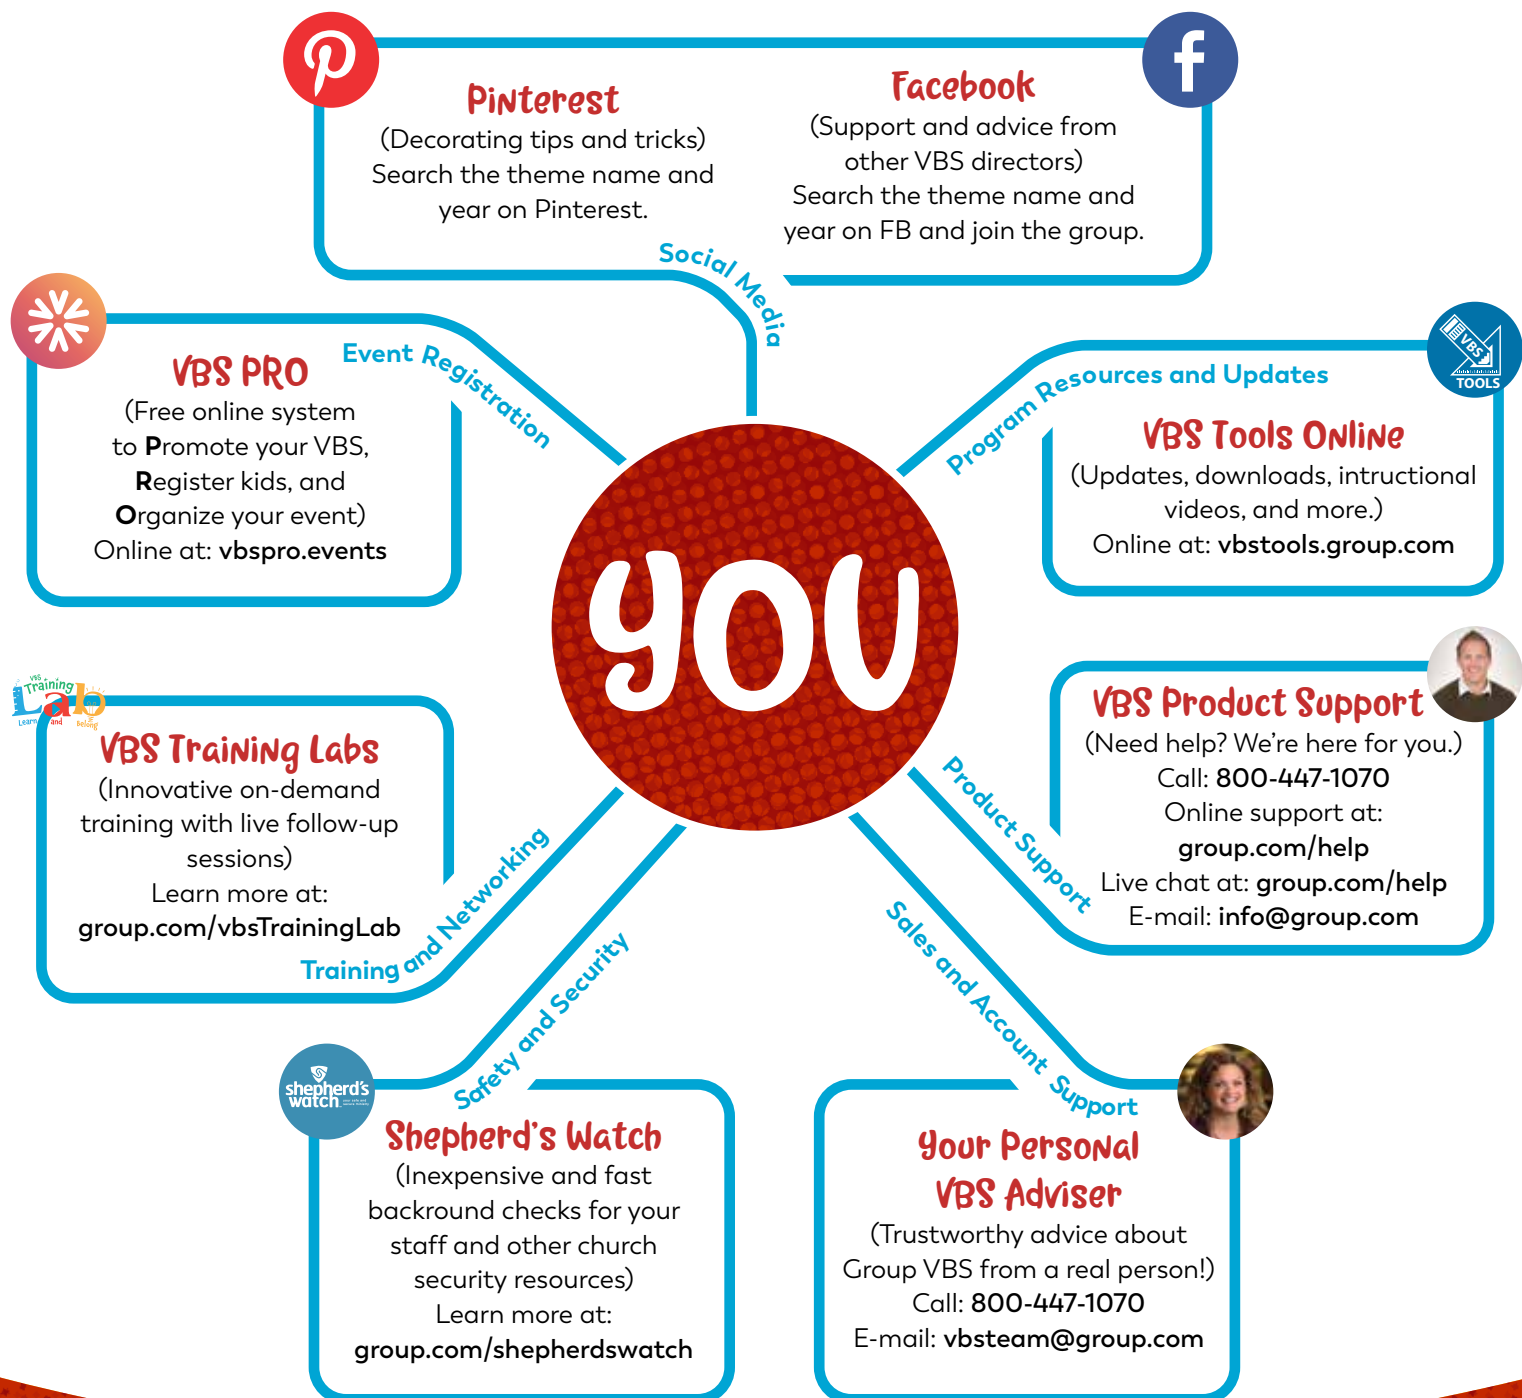 Pinterest
(Decorating tips and tricks)
Search the theme name and
year on Pinterest.
Facebook
(Support and advice from
other VBS directors)
Search the theme name and
year on FB and join the group.
Social Media
VBS PRO
(Free online system
to Promote your VBS,
Register kids, and
Organize your event)
Online at: vbspro.events
Event Registration
Program Resources and Updates
VBS
TOOLS
VBS Tools Online
(Updates, downloads, intructional
videos, and more.)
Online at: vbstools.group.com
YOU
VBS
Training
Lab
Learn and Belong
VBS Training Labs
(Innovative on-demand
training with live follow-up
sessions)
Learn more at:
group.com/vbsTrainingLab
Training and Networking
VBS Product Support
(Need help? We’re here for you.)
Call: 800-447-1070
Online support at:
group.com/help
Live chat at: group.com/help
E-mail: info@group.com
Product Support
Safety and Security
shepherd's
watch
Shepherd's Watch
(Inexpensive and fast
backround checks for your
staff and other church
security resources)
Learn more at:
group.com/shepherdswatch
Sales and Account Support
Your Personal
VBS Adviser
(Trustworthy advice about
Group VBS from a real person!)
Call: 800-447-1070
E-mail: vbsteam@group.com